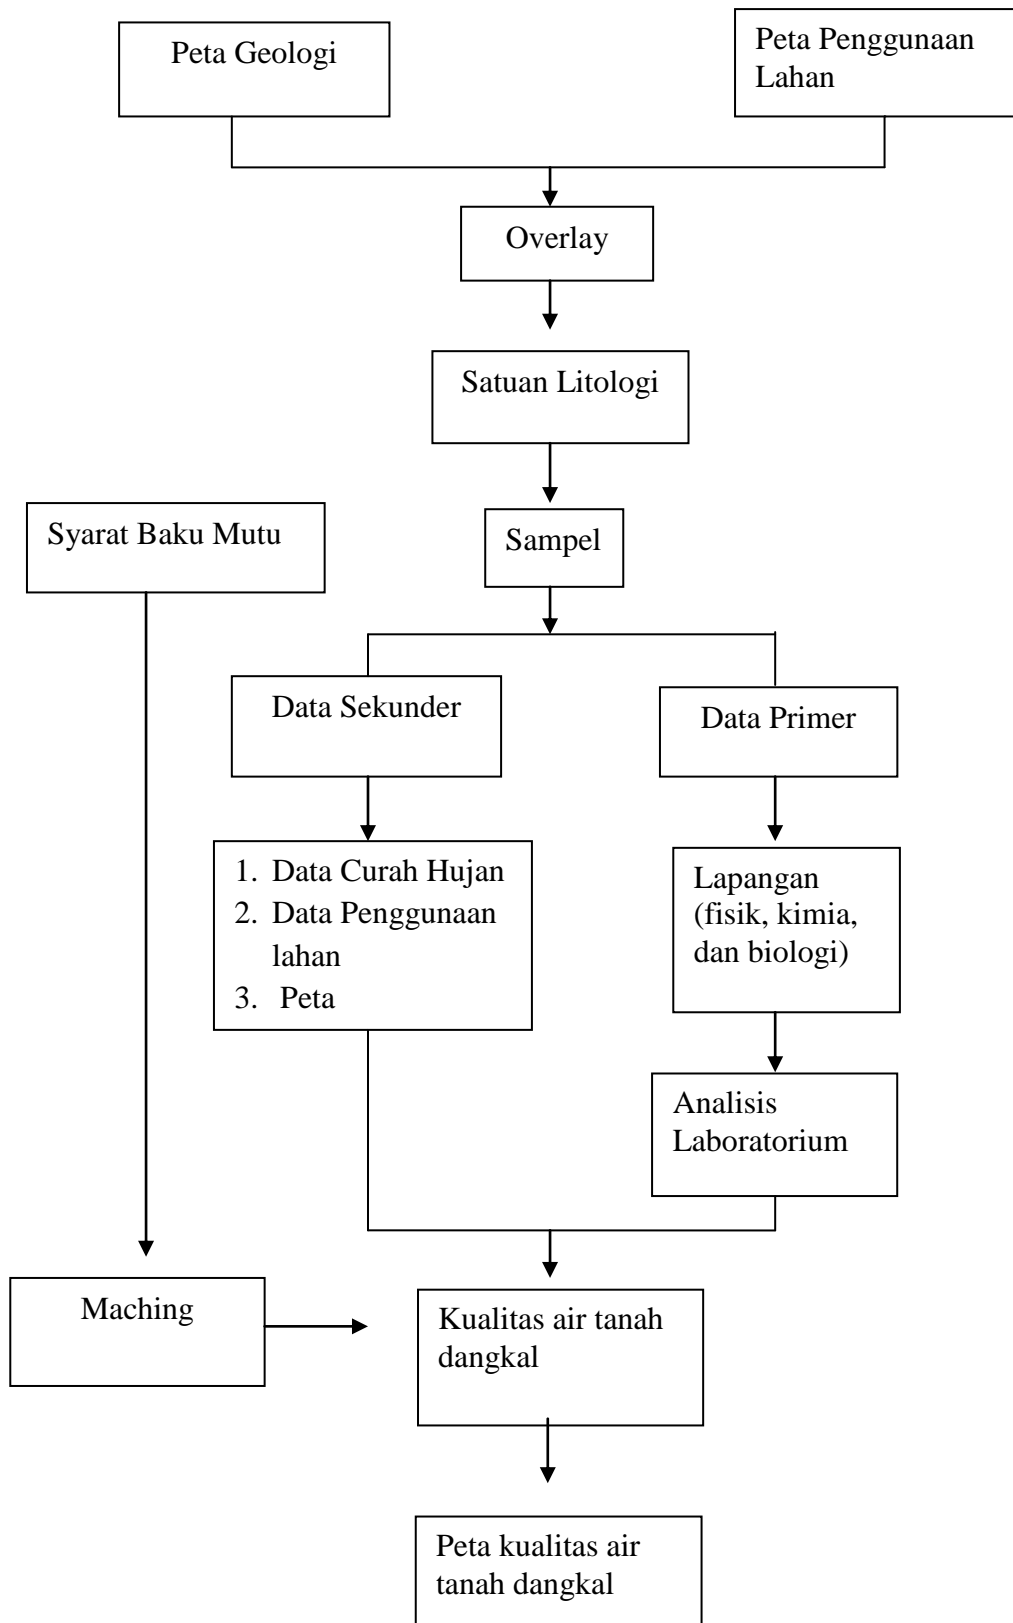 Peta Geologi
Peta Penggunaan
Lahan
Overlay
Satuan Litologi
Syarat Baku Mutu
Sampel
Data Sekunder
Data Primer
1. Data Curah Hujan
2. Data Penggunaan
lahan
3. Peta
Lapangan
(fisik, kimia,
dan biologi)
Analisis
Laboratorium
Maching
Kualitas air tanah
dangkal
Peta kualitas air
tanah dangkal